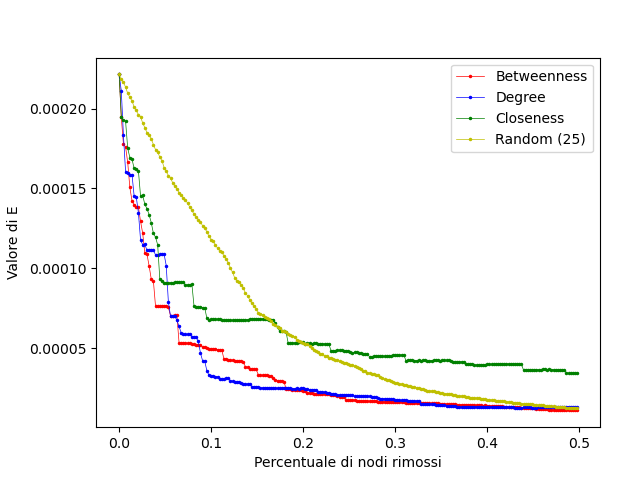 Betweenness
Degree
Closeness
Random (25)
0.00020
0.00015
0.00010
0.00005
Valore di E
0.0 0.1 0.2 0.3 0.4 0.5
Percentuale di nodi rimossi